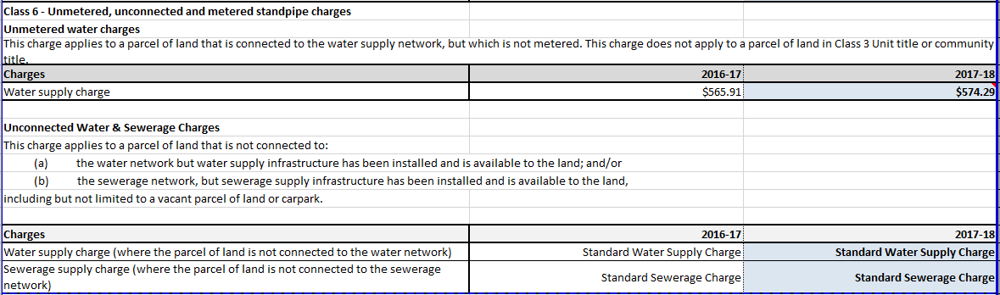 Class 6 - Unmetered, unconnected and metered standpipe charges
Unmetered water charges
This charge applies to a parcel of land that is connected to the water supply network, but which is not metered. This charge does not apply to a parcel of land in Class 3 Unit title or community
title.
Charges 2016-17 2017-18
Water supply charge $565.91 $574.29
Unconnected Water & Sewerage Charges
This charge applies to a parcel of land that is not connected to:
(a) the water network but water supply infrastructure has been installed and is available to the land; and/or
(b) the sewerage network, but sewerage supply infrastructure has been installed and is available to the land,
including but not limited to a vacant parcel of land or carpark.
Charges 2016-17 2017-18
Water supply charge (where the parcel of land is not connected to the water network) Standard Water Supply Charge Standard Water Supply Charge
Sewerage supply charge (where the parcel of land is not connected to the sewerage
network) Standard Sewerage Charge Standard Sewerage Charge